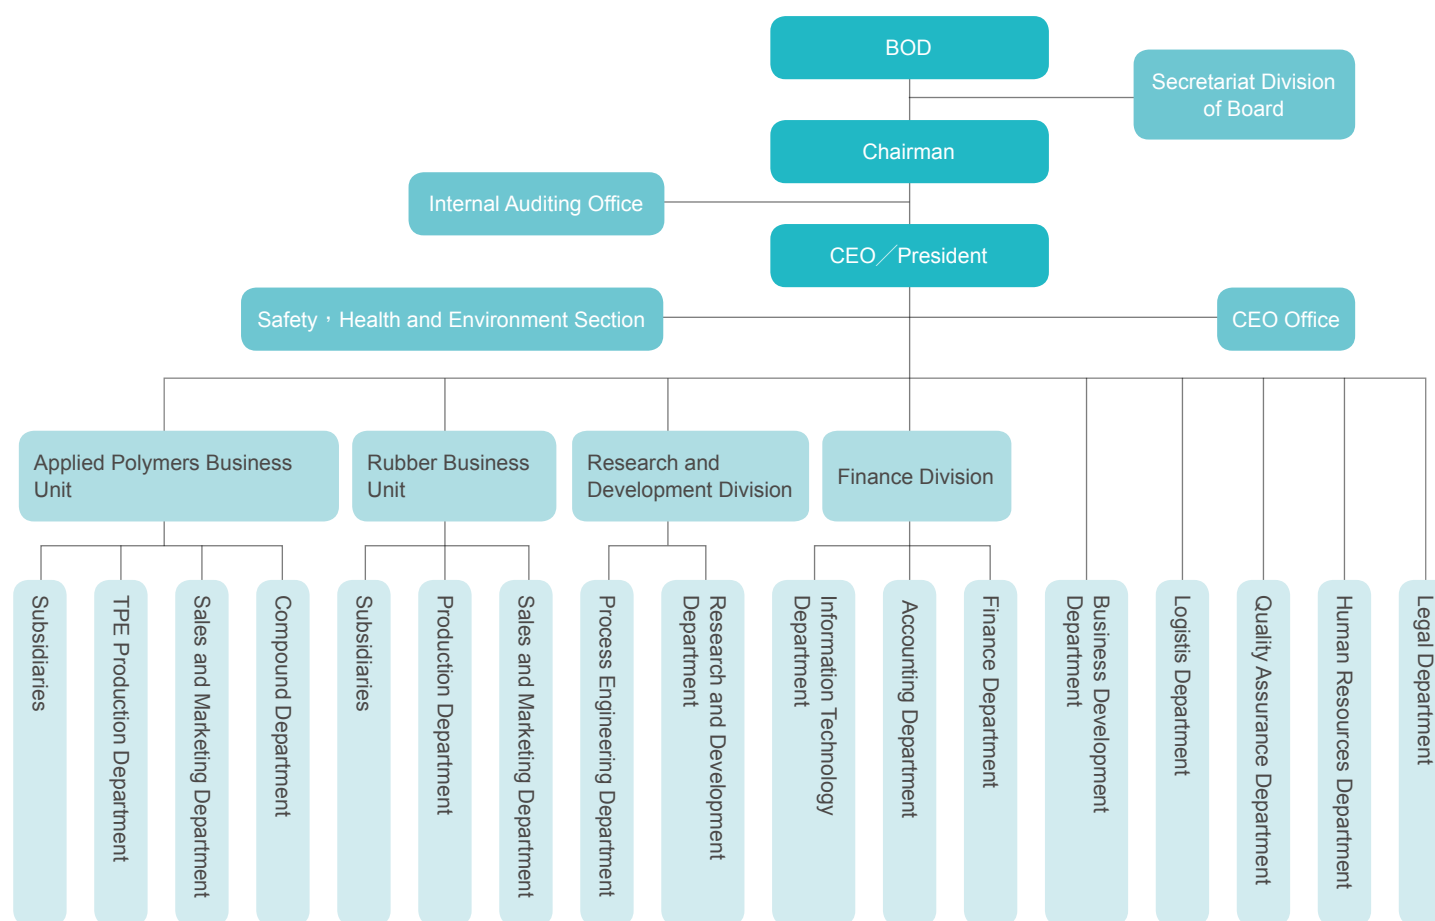 BOD
Secretariat Division
of Board
Chairman
Internal Auditing Office
CEO／President
Safety，Health and Environment Section
CEO Office
Applied Polymers Business
Unit
Rubber Business
Unit
Research and
Development Division
Finance Division
Subsidiaries
TPE Production Department
Sales and Marketing Department
Compound Department
Subsidiaries
Production Department
Sales and Marketing Department
Process Engineering Department
Research and Development
Department
Information Technology
Department
Accounting Department
Finance Department
Business Development
Department
Logistis Department
Quality Assurance Department
Human Resources Department
Legal Department